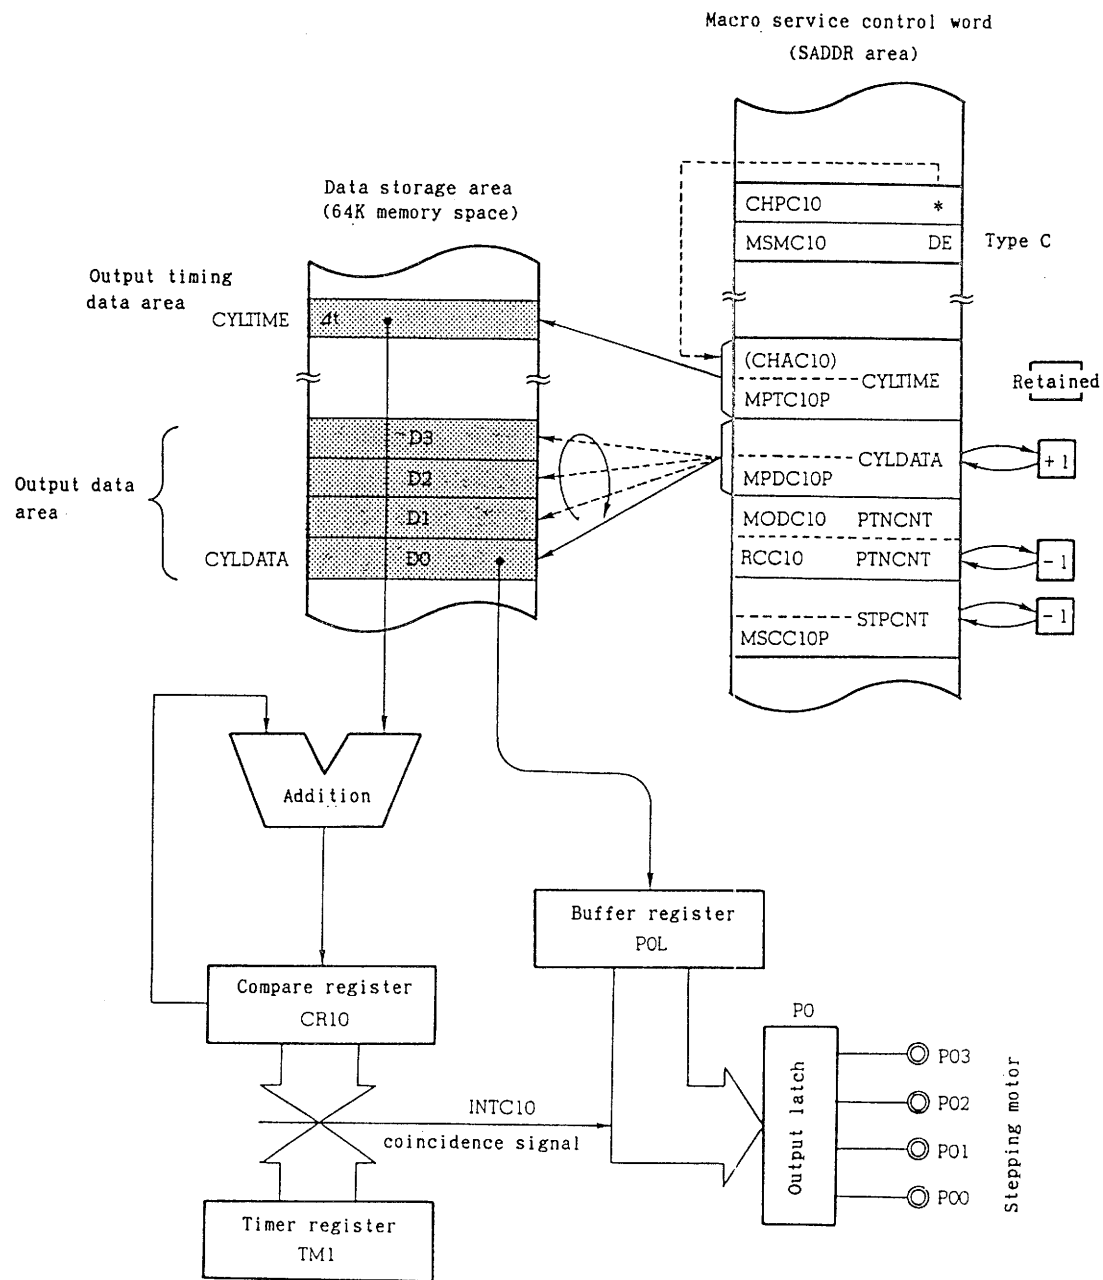 Macro service control word
(SADDR area)
CHPC10 *
MSMC10 DE
Type C
(CHAC10)
CYLTIME
MPTC10P
Retained
CYLDATA
+1
MPDC10P
MODC10 PTNCNT
RCC10 PTNCNT
-1
STPCNT
-1
MSCC10P
Data storage area
(64K memory space)
Output timing
data area
CYLTIME
Δt
D3
D2
D1
D0
Output data
area
CYLDATA
Addition
Buffer register
P0L
Compare register
CR10
INTC10
coincidence signal
Timer register
TM1
P0
Output latch
P03
P02
P01
P00
Stepping motor